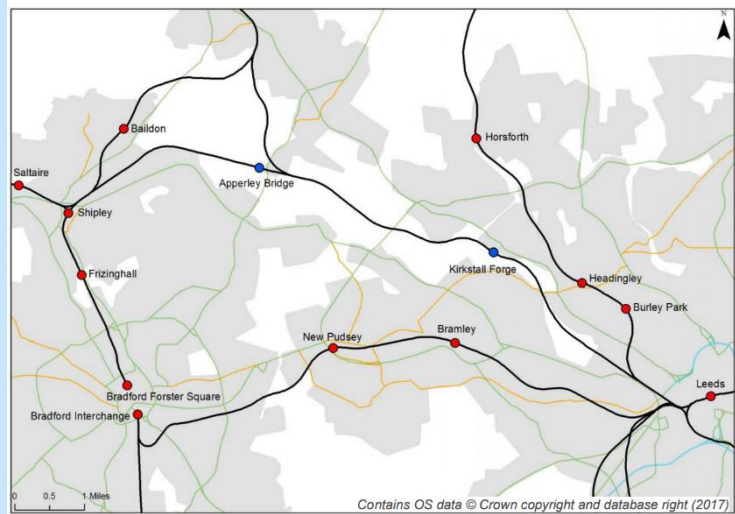 N
Baildon
Horsforth
Saltaire
Apperley Bridge
Shipley
Kirkstall Forge
Frizinghall
Headingley
Burley Park
New Pudsey
Bramley
Leeds
Bradford Forster Square
Bradford Interchange
0 0.5 1 Miles
Contains OS data © Crown copyright and database right (2017)